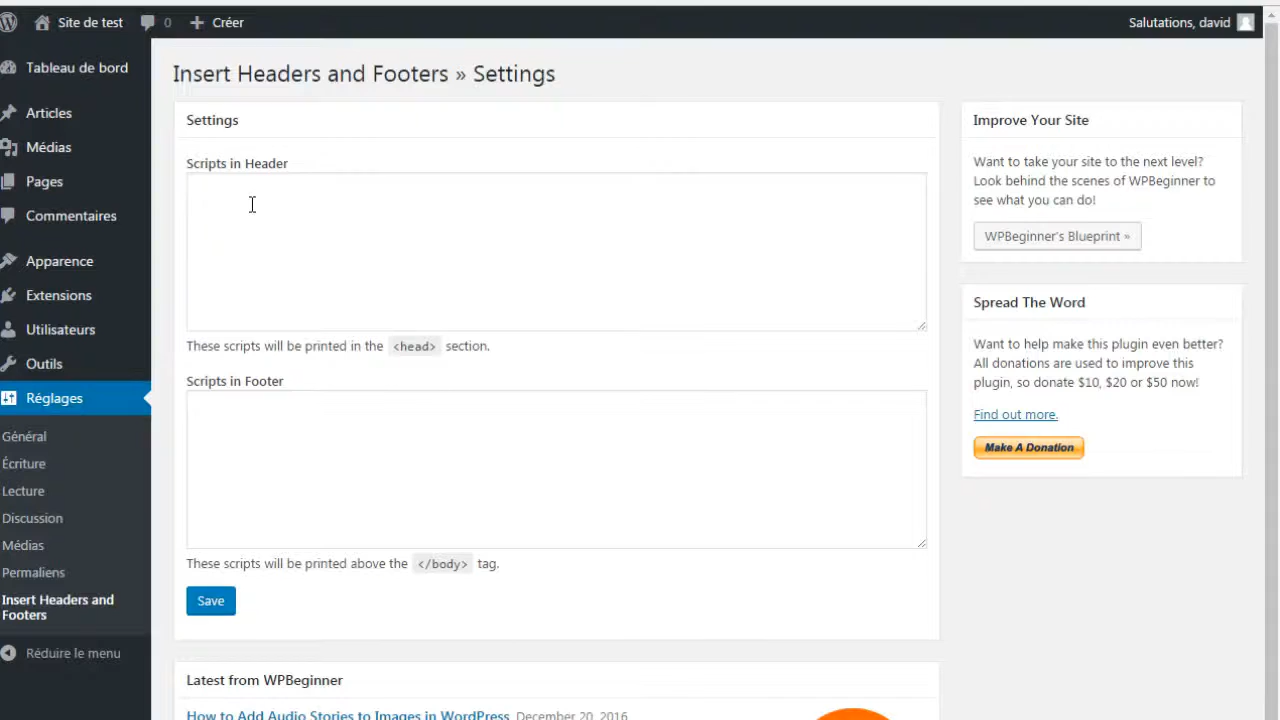 Site de test
0
Créer
Salutations, david
Tableau de bord
Articles
Médias
Pages
Commentaires
Apparence
Extensions
Utilisateurs
Outils
Réglages
Général
Écriture
Lecture
Discussion
Médias
Permaliens
Insert Headers and
Footers
Réduire le menu
Insert Headers and Footers » Settings
Settings
Scripts in Header
These scripts will be printed in the <head> section.
Scripts in Footer
These scripts will be printed above the </body> tag.
Save
Latest from WPBeginner
How to Add Audio Stories to Images in WordPress December 20, 2016
Improve Your Site
Want to take your site to the next level?
Look behind the scenes of WPBeginner to
see what you can do!
WPBeginner's Blueprint »
Spread The Word
Want to help make this plugin even better?
All donations are used to improve this
plugin, so donate $10, $20 or $50 now!
Find out more.
Make A Donation